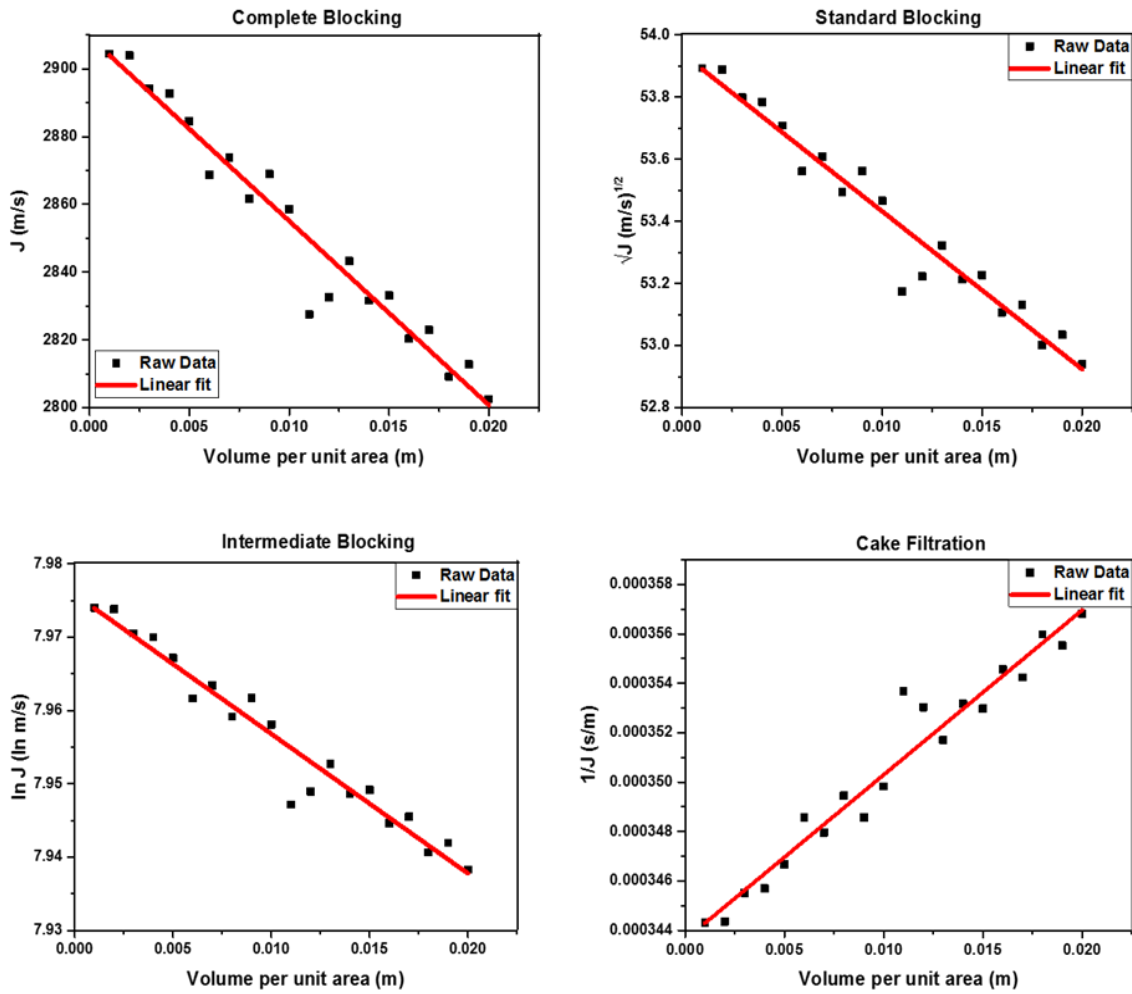 Complete Blocking
2900
2880
2860
2840
2820
2800
J (m/s)
Raw Data
Linear fit
0.000
0.005
0.010
0.015
0.020
Volume per unit area (m)
Standard Blocking
54.0
53.8
53.6
53.4
53.2
53.0
52.8
√J (m/s)^1/2
Raw Data
Linear fit
0.000
0.005
0.010
0.015
0.020
Volume per unit area (m)
Intermediate Blocking
7.98
7.97
7.96
7.95
7.94
7.93
ln J (ln m/s)
Raw Data
Linear fit
0.000
0.005
0.010
0.015
0.020
Volume per unit area (m)
Cake Filtration
0.000358
0.000356
0.000354
0.000352
0.000350
0.000348
0.000346
0.000344
1/J (s/m)
Raw Data
Linear fit
0.000
0.005
0.010
0.015
0.020
Volume per unit area (m)